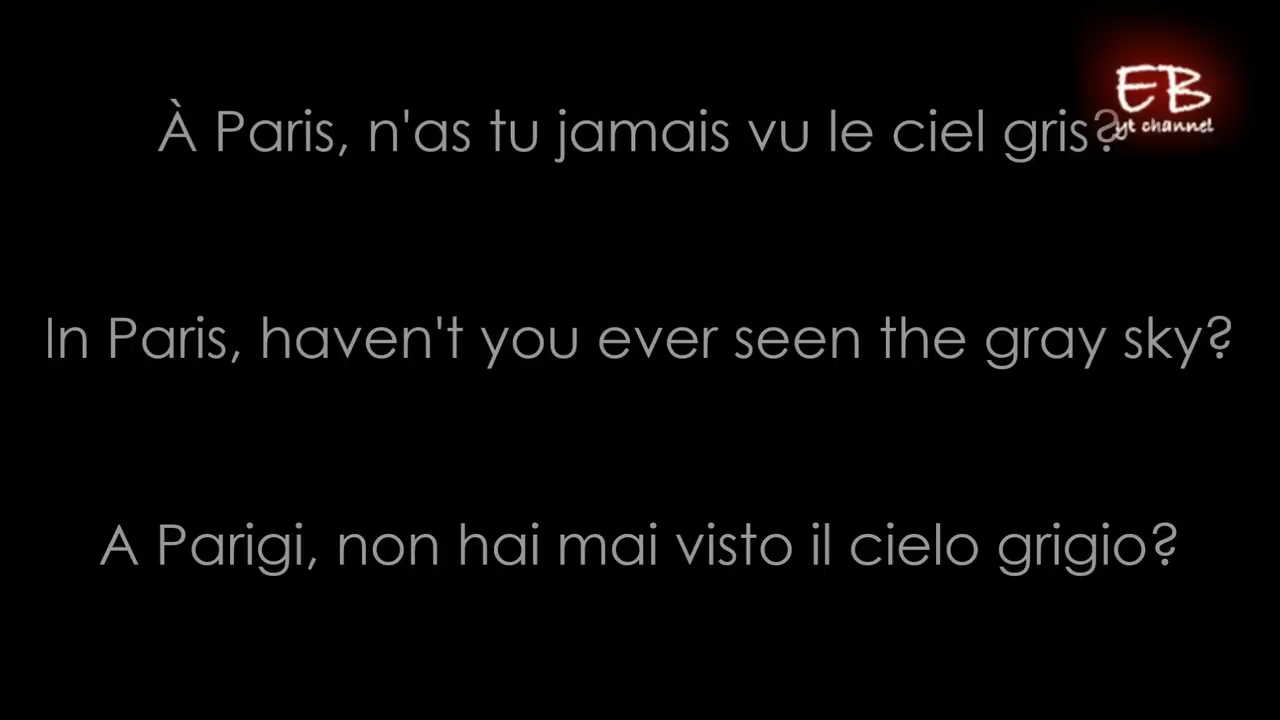 À Paris, n'as tu jamais vu le ciel gris?
EB
yt channel
In Paris, haven't you ever seen the gray sky?
A Parigi, non hai mai visto il cielo grigio?